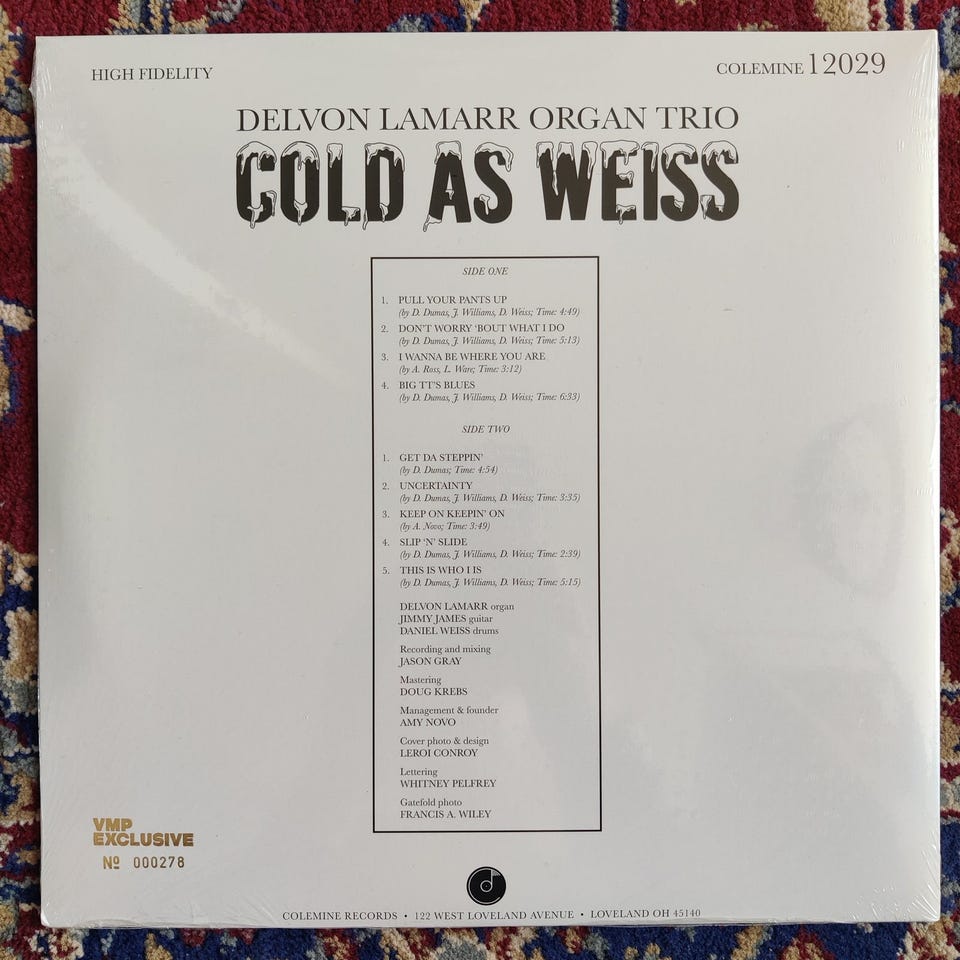 HIGH FIDELITY
COLEMINE 12029
DELVON LAMARR ORGAN TRIO
COLD AS WEISS
SIDE ONE
1. PULL YOUR PANTS UP
(by D. Dumas, J. Williams, D. Weiss; Time: 4:49)
2. DON'T WORRY 'BOUT WHAT I DO
(by D. Dumas, J. Williams, D. Weiss; Time: 5:13)
3. I WANNA BE WHERE YOU ARE
(by A. Ross, L. Ware; Time: 3:12)
4. BIG TT'S BLUES
(by D. Dumas, J. Williams, D. Weiss; Time: 6:33)
SIDE TWO
1. GET DA STEPPIN'
(by D. Dumas; Time: 4:54)
2. UNCERTAINTY
(by D. Dumas, J. Williams, D. Weiss; Time: 3:35)
3. KEEP ON KEEPIN' ON
(by A. Novo; Time: 3:49)
4. SLIP 'N' SLIDE
(by D. Dumas, J. Williams, D. Weiss; Time: 2:39)
5. THIS IS WHO I IS
(by D. Dumas, J. Williams, D. Weiss; Time: 5:15)
DELVON LAMARR organ
JIMMY JAMES guitar
DANIEL WEISS drums
Recording and mixing
JASON GRAY
Mastering
DOUG KREBS
Management & founder
AMY NOVO
Cover photo & design
LEROI CONROY
Lettering
WHITNEY PELFREY
Gatefold photo
FRANCIS A. WILEY
VMP
EXCLUSIVE
Nº 000278
COLEMINE RECORDS • 122 WEST LOVELAND AVENUE • LOVELAND OH 45140